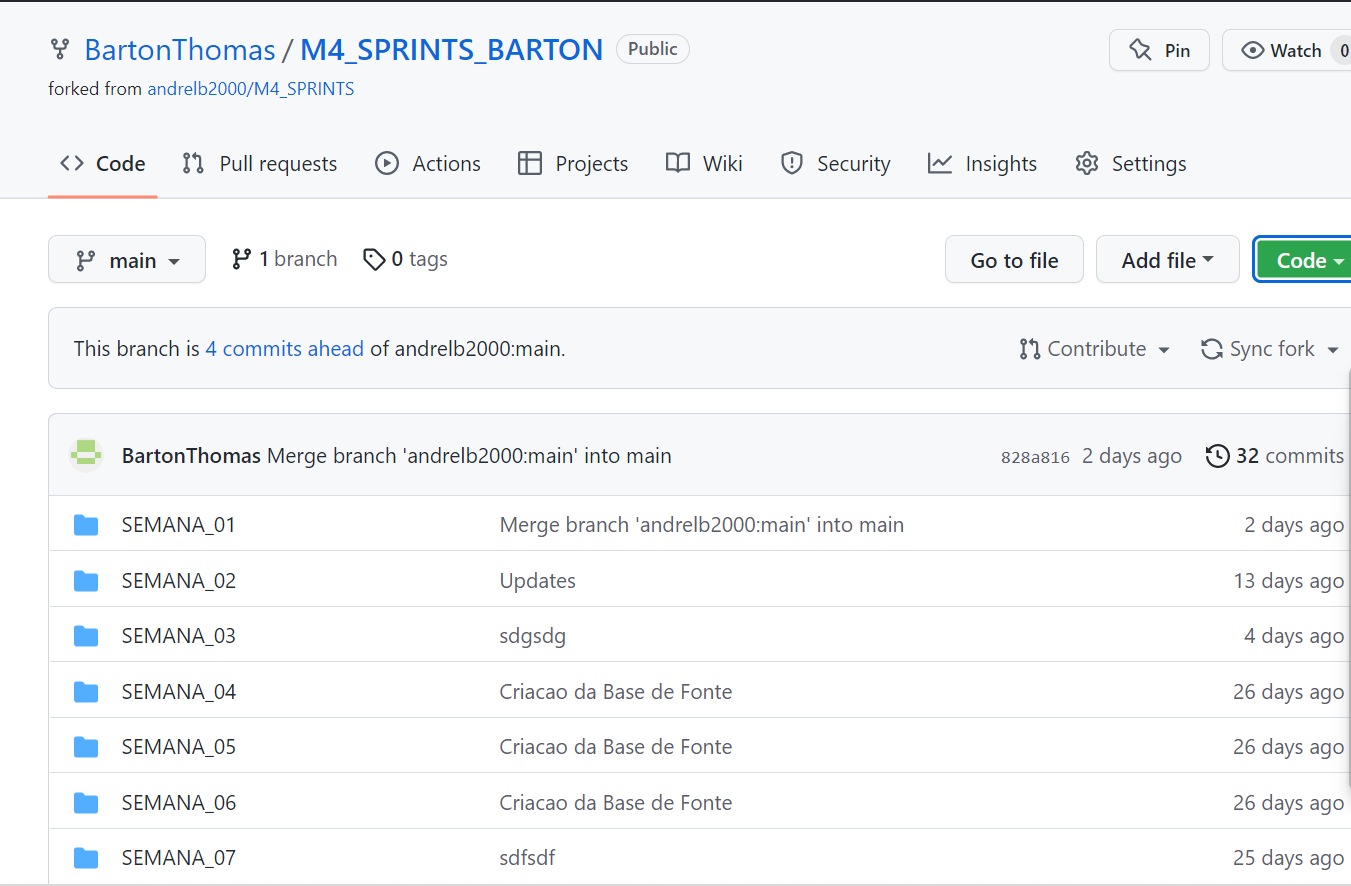 BartonThomas / M4_SPRINTS_BARTON Public Pin Watch 0
forked from andrelb2000/M4_SPRINTS
Code Pull requests Actions Projects Wiki Security Insights Settings
main 1 branch 0 tags Go to file Add file Code
This branch is 4 commits ahead of andrelb2000:main. Contribute Sync fork
BartonThomas Merge branch 'andrelb2000:main' into main 828a816 2 days ago 32 commits
SEMANA_01 Merge branch 'andrelb2000:main' into main 2 days ago
SEMANA_02 Updates 13 days ago
SEMANA_03 sdgsdg 4 days ago
SEMANA_04 Criacao da Base de Fonte 26 days ago
SEMANA_05 Criacao da Base de Fonte 26 days ago
SEMANA_06 Criacao da Base de Fonte 26 days ago
SEMANA_07 sdfsdf 25 days ago